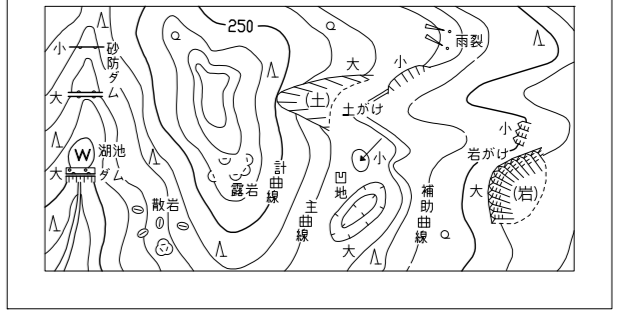 250
小
砂防ダム
大
W
湖池
大
ダーム
散岩
露岩
計曲線
主曲線
大
(土)
小
土がけ
雨裂
小
凹地
大
補助曲線
小
岩がけ
大
(岩)